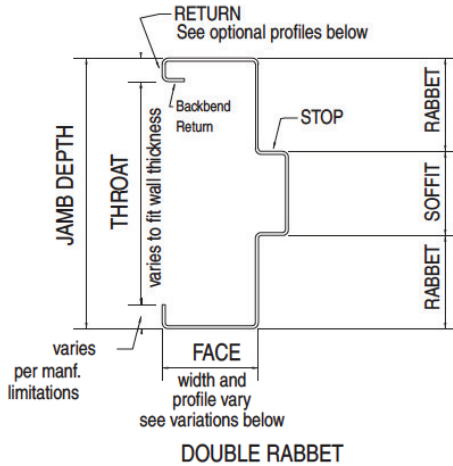 RETURN
See optional profiles below
Backbend
Return
STOP
JAMB DEPTH
THROAT
varies to fit wall thickness
RABBET
SOFFIT
RABBET
varies
per manf.
limitations
FACE
width and
profile vary
see variations below
DOUBLE RABBET